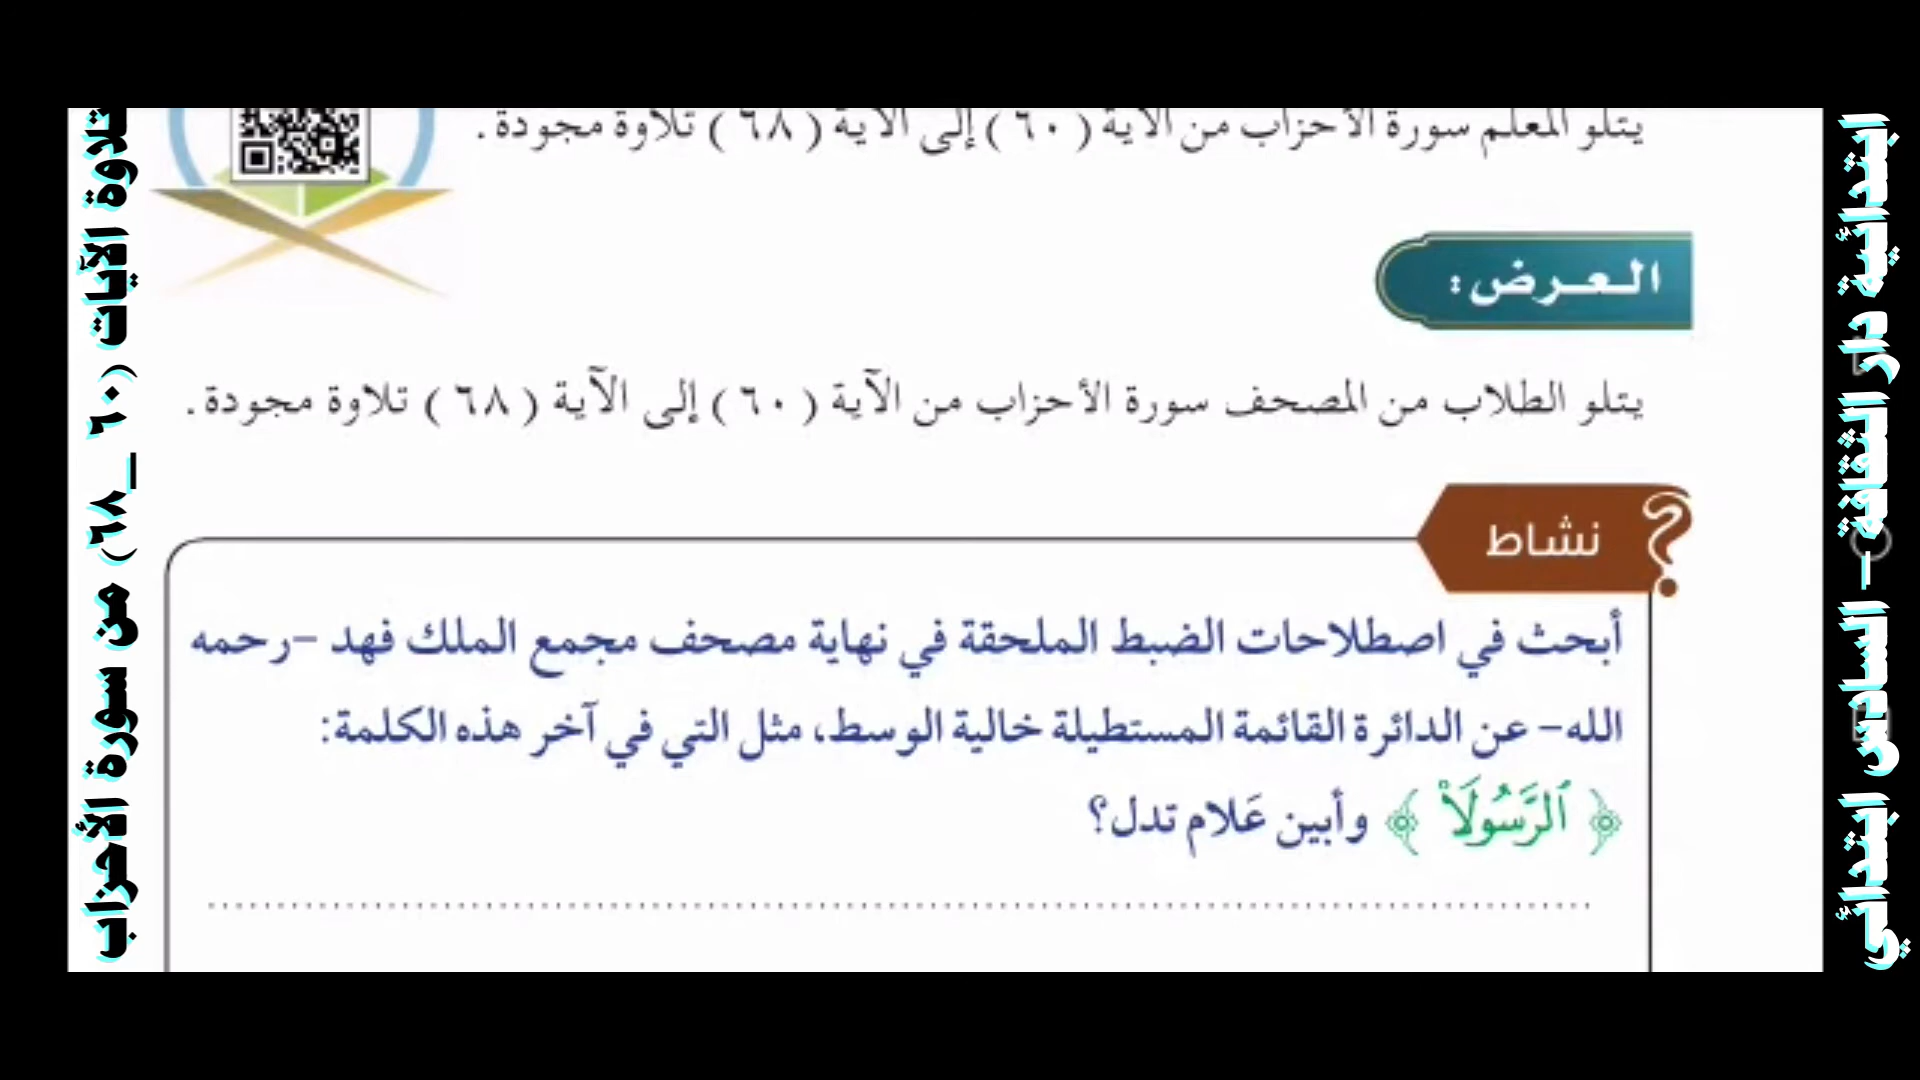 يتلو المعلم سورة الأحزاب من الآية ( ٦٠ ) إلى الآية ( ٦٨ ) تلاوة مجودة .
العرض :
يتلو الطلاب من المصحف سورة الأحزاب من الآية ( ٦٠ ) إلى الآية ( ٦٨ ) تلاوة مجودة .
نشاط
أبحث في اصطلاحات الضبط الملحقة في نهاية مصحف مجمع الملك فهد -رحمه
الله- عن الدائرة القائمة المستطيلة خالية الوسط، مثل التي في آخر هذه الكلمة:
﴿ ٱلرَّسُولَا۠ ﴾ وأبين عَلام تدل؟
ابتدائية دار الثقافة – السادس ابتدائي
تلاوة الآيات (٦٠ _٦٨) من سورة الأحزاب